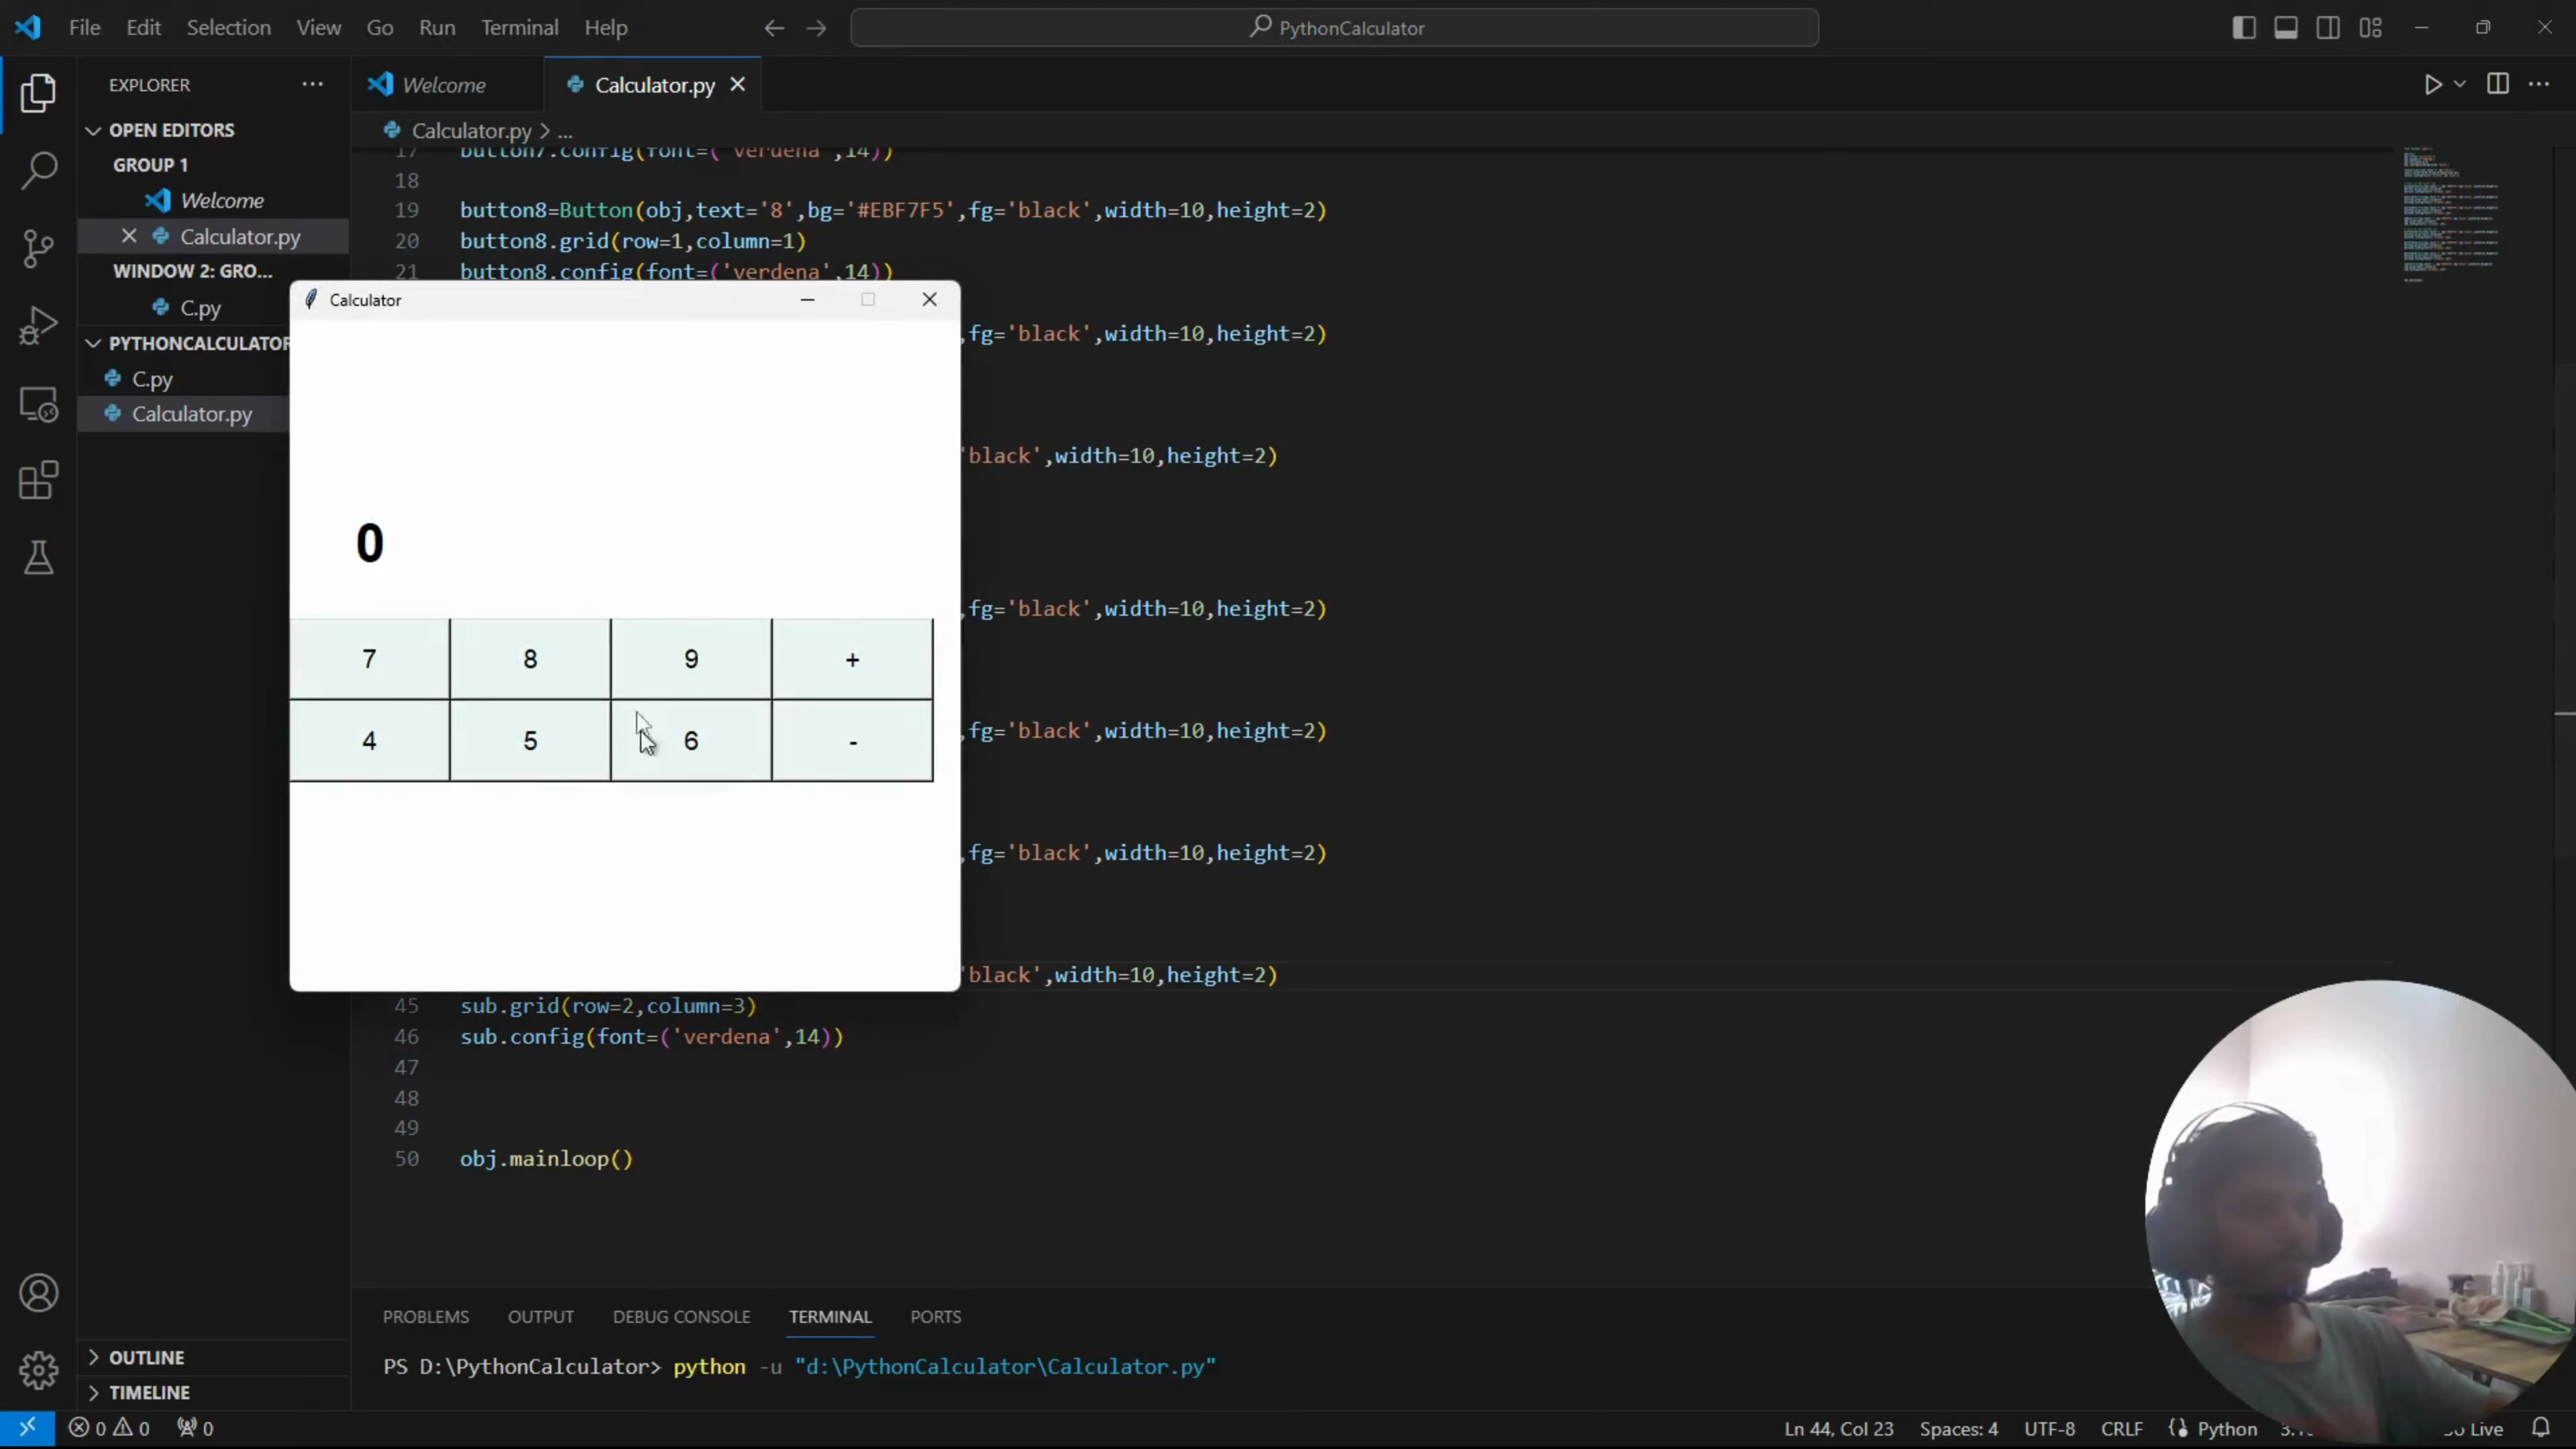 File Edit Selection View Go Run Terminal Help
PythonCalculator
EXPLORER
OPEN EDITORS
GROUP 1
Welcome
Calculator.py
WINDOW 2: GRO...
C.py
PYTHONCALCULATOR
C.py
Calculator.py
OUTLINE
TIMELINE
Welcome
Calculator.py
Calculator.py > ...
17 button7.config(font=('verdena',14))
18
19 button8=Button(obj,text='8',bg='#EBF7F5',fg='black',width=10,height=2)
20 button8.grid(row=1,column=1)
21 button8.config(font=('verdena',14))
,fg='black',width=10,height=2)
'black',width=10,height=2)
,fg='black',width=10,height=2)
,fg='black',width=10,height=2)
,fg='black',width=10,height=2)
'black',width=10,height=2)
45 sub.grid(row=2,column=3)
46 sub.config(font=('verdena',14))
47
48
49
50 obj.mainloop()
Calculator
0
7 8 9 +
4 5 6 -
PROBLEMS OUTPUT DEBUG CONSOLE TERMINAL PORTS
PS D:\PythonCalculator> python -u "d:\PythonCalculator\Calculator.py"
0 0 0
Ln 44, Col 23 Spaces: 4 UTF-8 CRLF Python Live